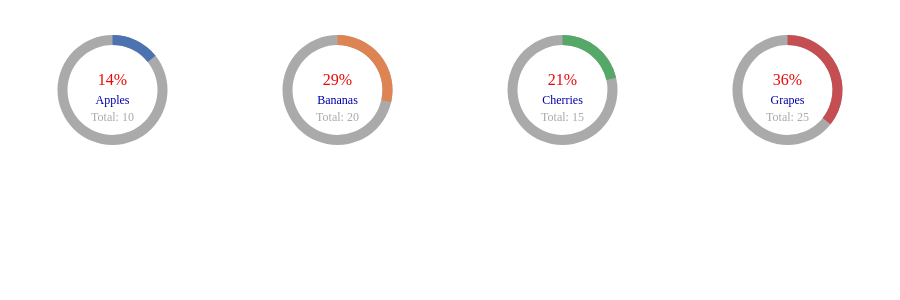 14%
Apples
Total: 10
29%
Bananas
Total: 20
21%
Cherries
Total: 15
36%
Grapes
Total: 25